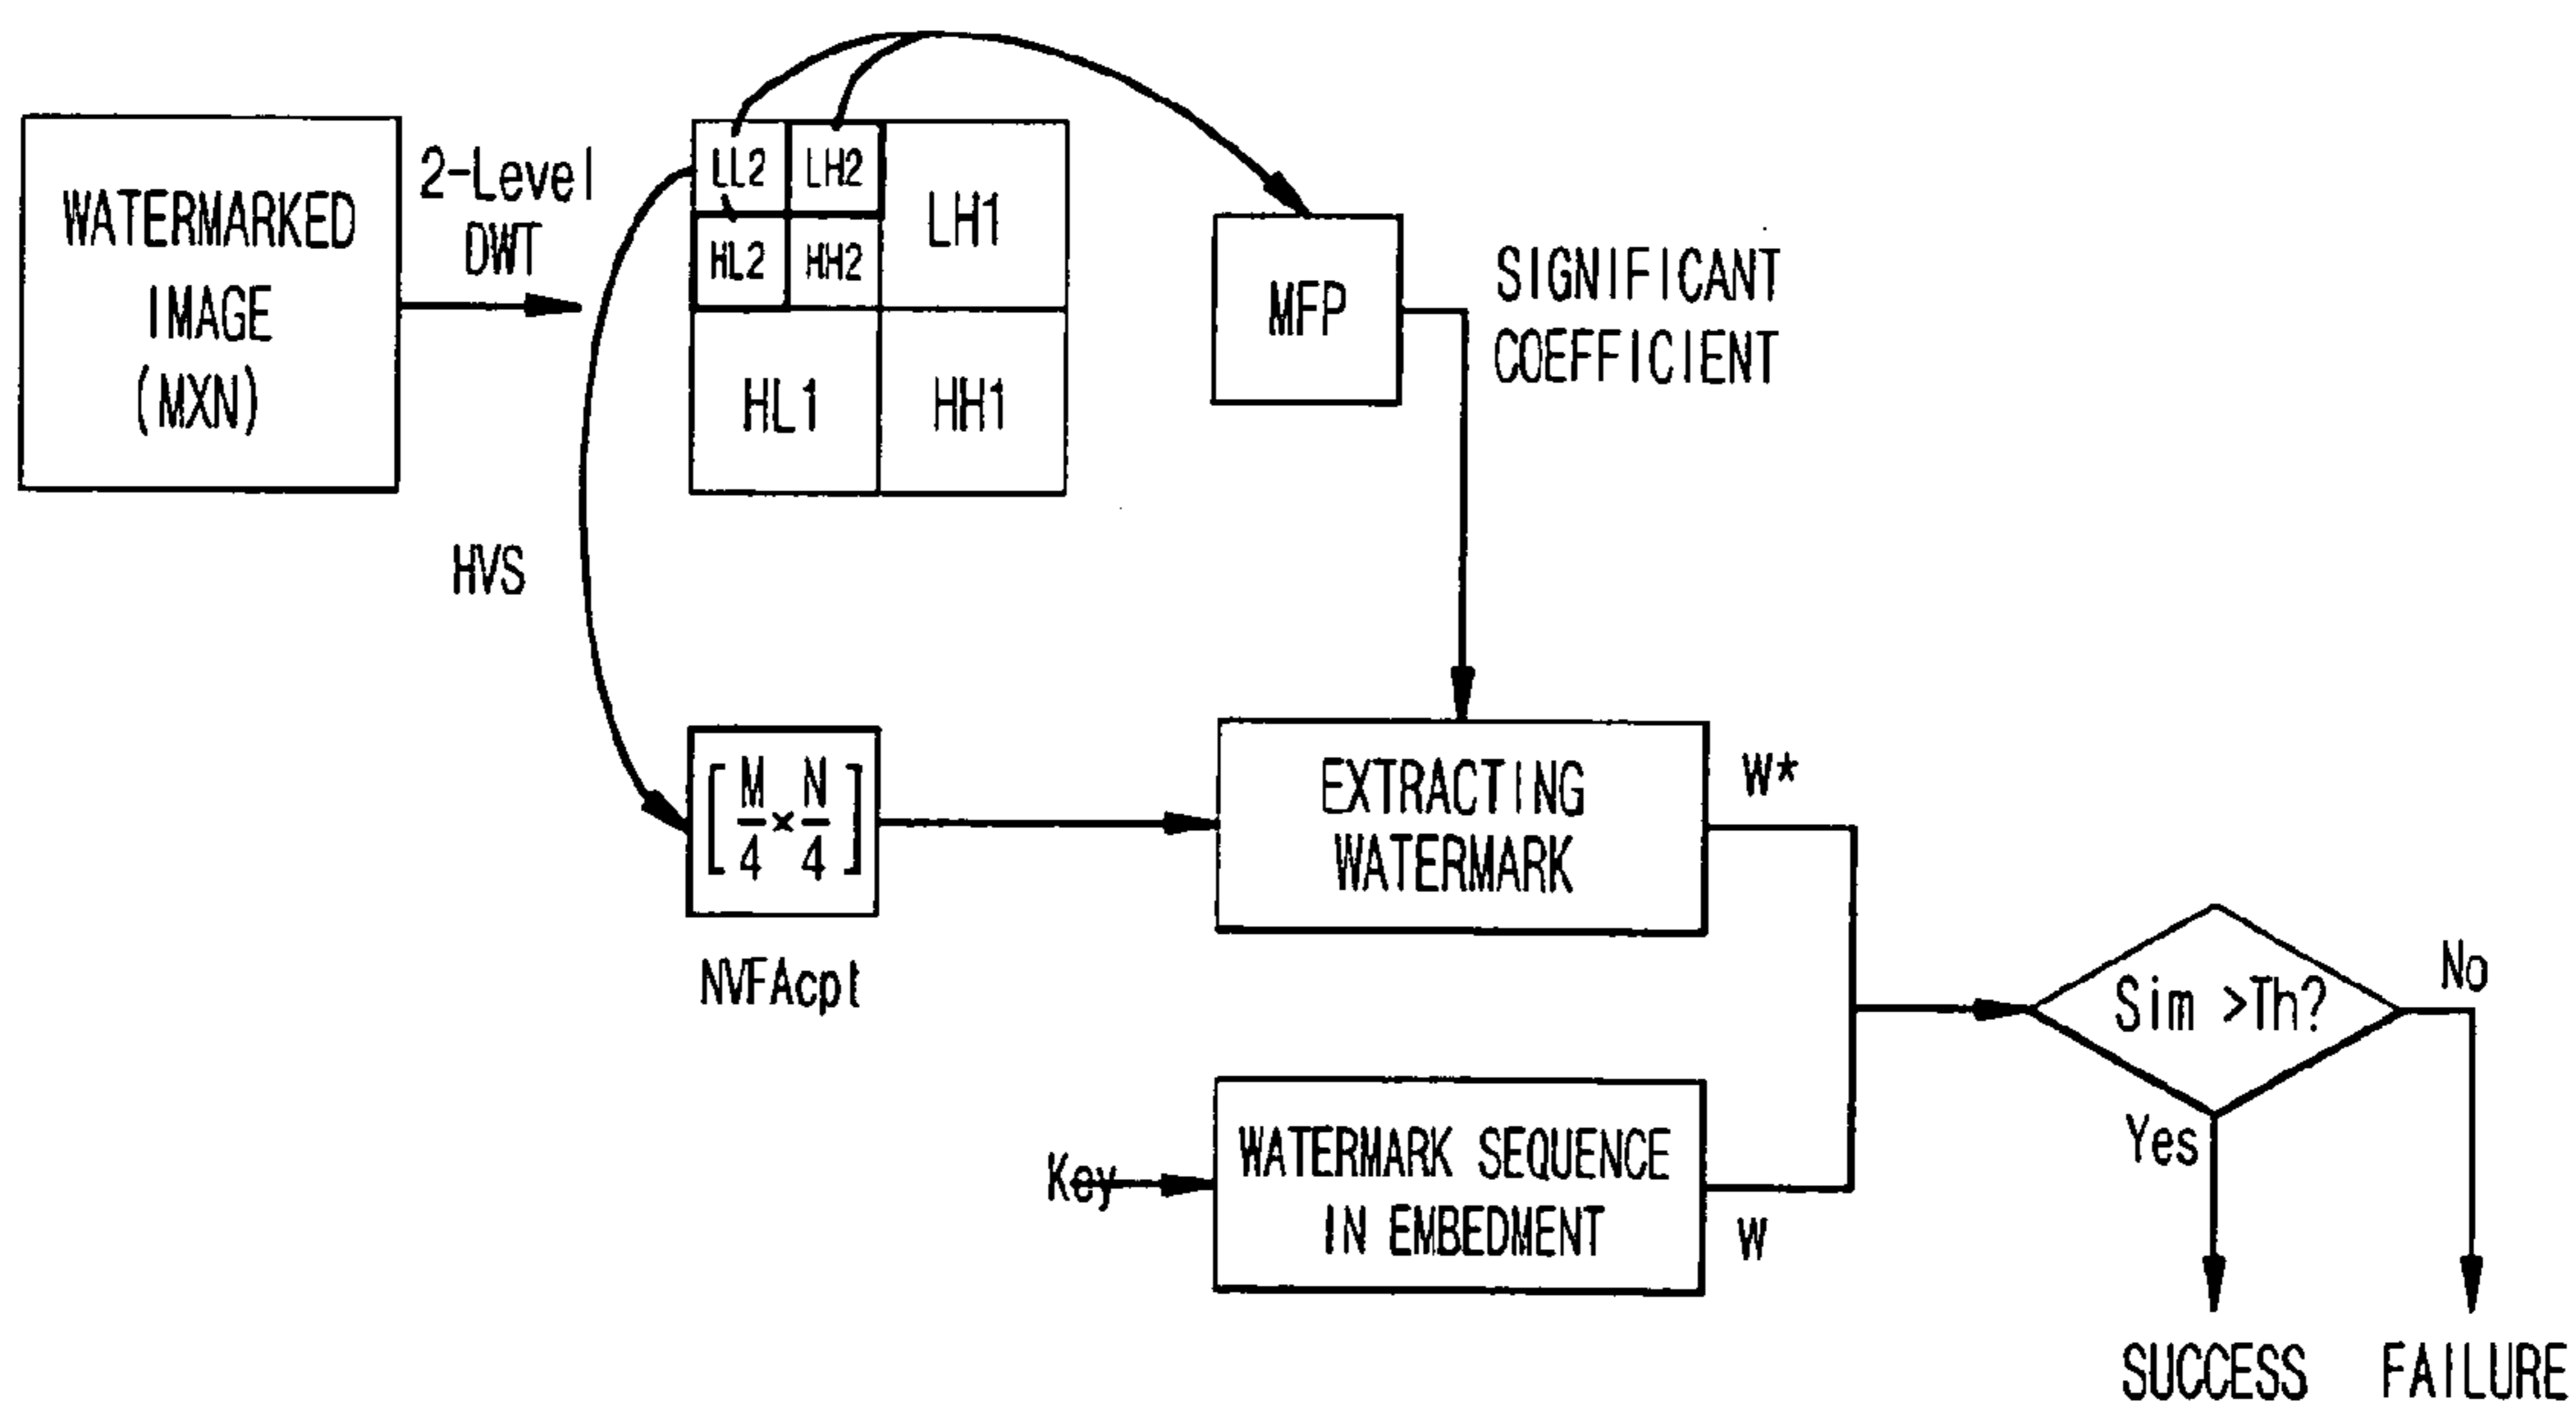 WATERMARKED
IMAGE
(MXN)
2-Level
DWT
LL2
LH2
HL2
HH2
LH1
HL1
HH1
MFP
SIGNIFICANT
COEFFICIENT
HVS
[M/4×N/4]
NVFAcpt
EXTRACTING
WATERMARK
W*
Key
WATERMARK SEQUENCE
IN EMBEDMENT
W
Sim >Th?
No
Yes
SUCCESS
FAILURE